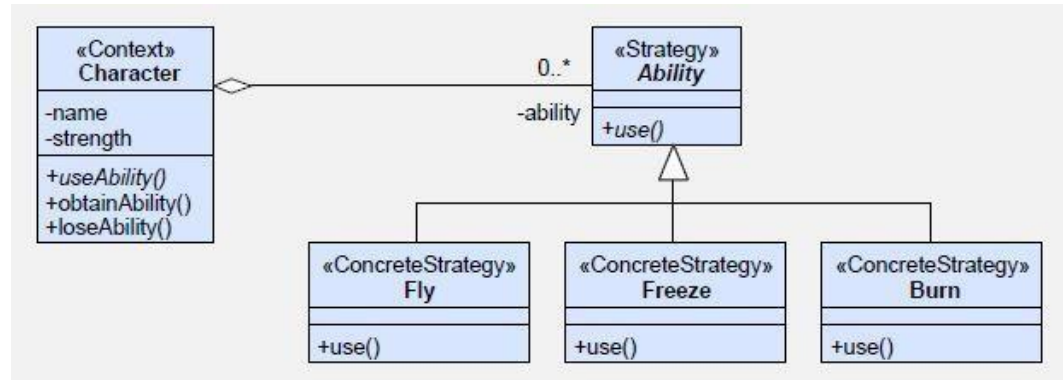 «Context»
Character
-name
-strength
+useAbility()
+obtainAbility()
+loseAbility()
0..*
-ability
«Strategy»
Ability
+use()
«ConcreteStrategy»
Fly
+use()
«ConcreteStrategy»
Freeze
+use()
«ConcreteStrategy»
Burn
+use()